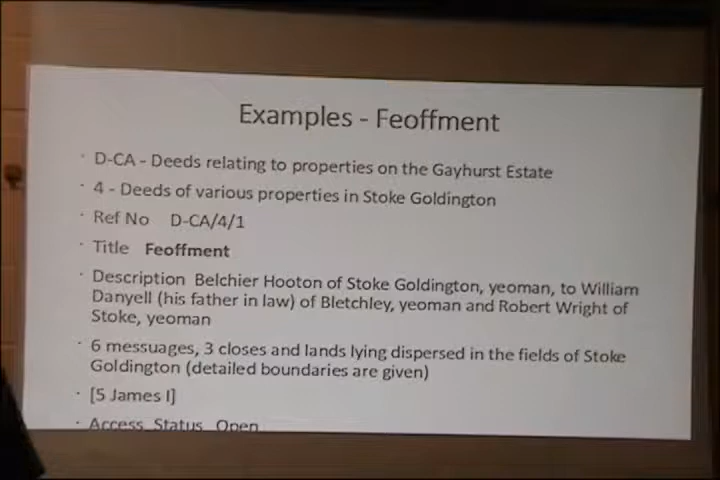 Examples - Feoffment
• D-CA - Deeds relating to properties on the Gayhurst Estate
• 4 - Deeds of various properties in Stoke Goldington
• Ref No D-CA/4/1
• Title Feoffment
• Description Belchier Hooton of Stoke Goldington, yeoman, to William
Danyell (his father in law) of Bletchley, yeoman and Robert Wright of
Stoke, yeoman
• 6 messuages, 3 closes and lands lying dispersed in the fields of Stoke
Goldington (detailed boundaries are given)
• [5 James I]
• Access Status Open